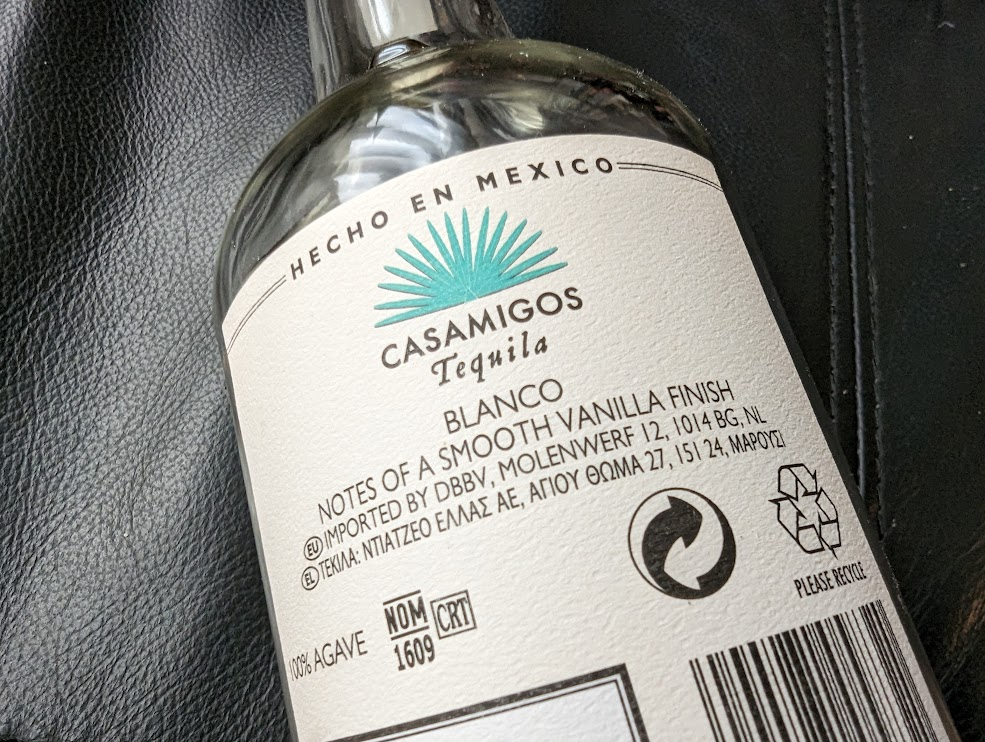 HECHO EN MEXICO
CASAMIGOS
Tequila
BLANCO
NOTES OF A SMOOTH VANILLA FINISH
EU IMPORTED BY DBBV, MOLENWERF 12, 1014 BG, NL
EL ΤΕΚΙΛΑ: ΝΤΙΑΤΖΕΟ ΕΛΛΑΣ ΑΕ, ΑΓΙΟΥ ΘΩΜΑ 27, 151 24, ΜΑΡΟΥΣΙ
PLEASE RECYCLE
100% AGAVE
NOM CRT
1609